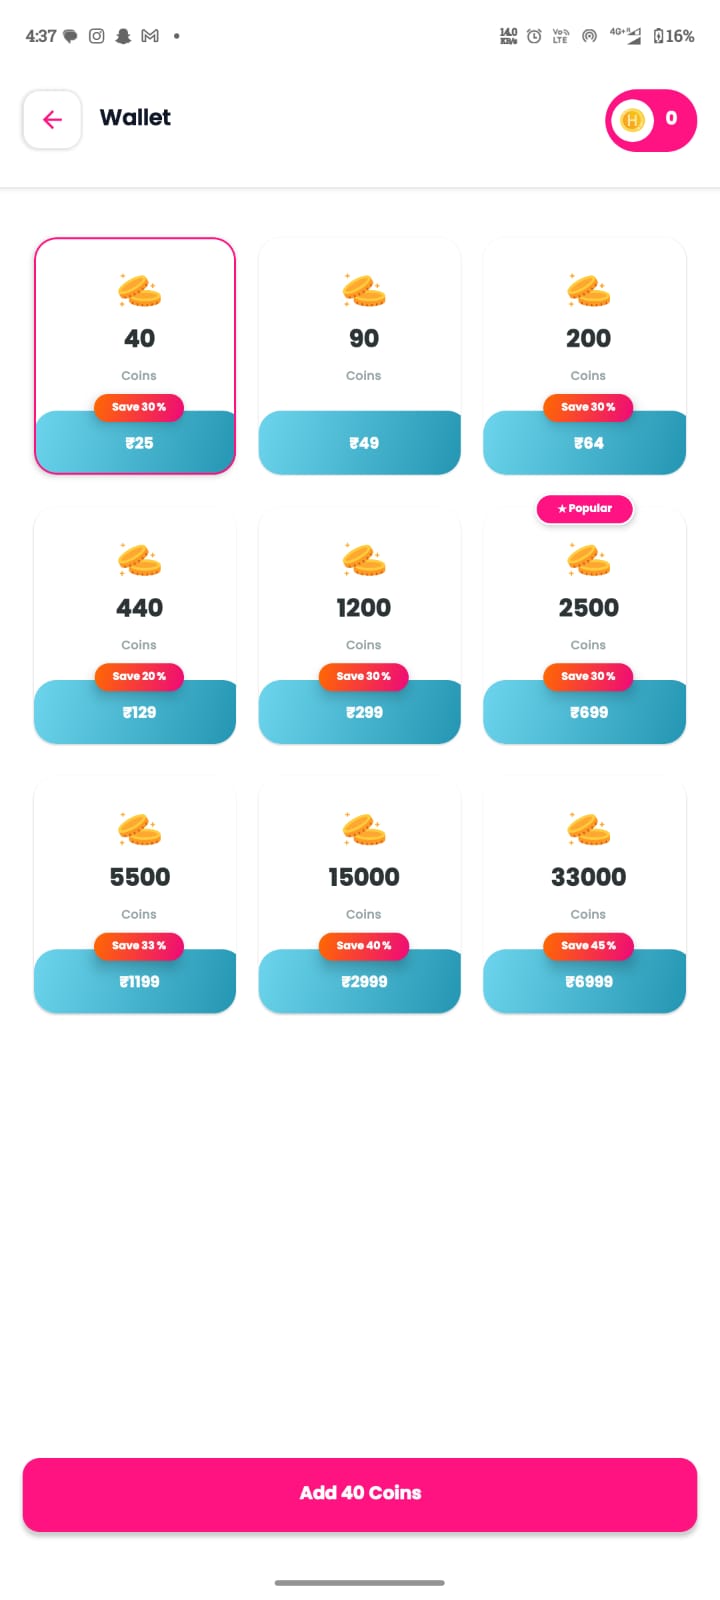 4:37
14.0
KB/s
Vo
LTE
4G+
16%
Wallet
H
0
40
Coins
Save 30 %
₹25
90
Coins
₹49
200
Coins
Save 30 %
₹64
440
Coins
Save 20 %
₹129
1200
Coins
Save 30 %
₹299
★ Popular
2500
Coins
Save 30 %
₹699
5500
Coins
Save 33 %
₹1199
15000
Coins
Save 40 %
₹2999
33000
Coins
Save 45 %
₹6999
Add 40 Coins